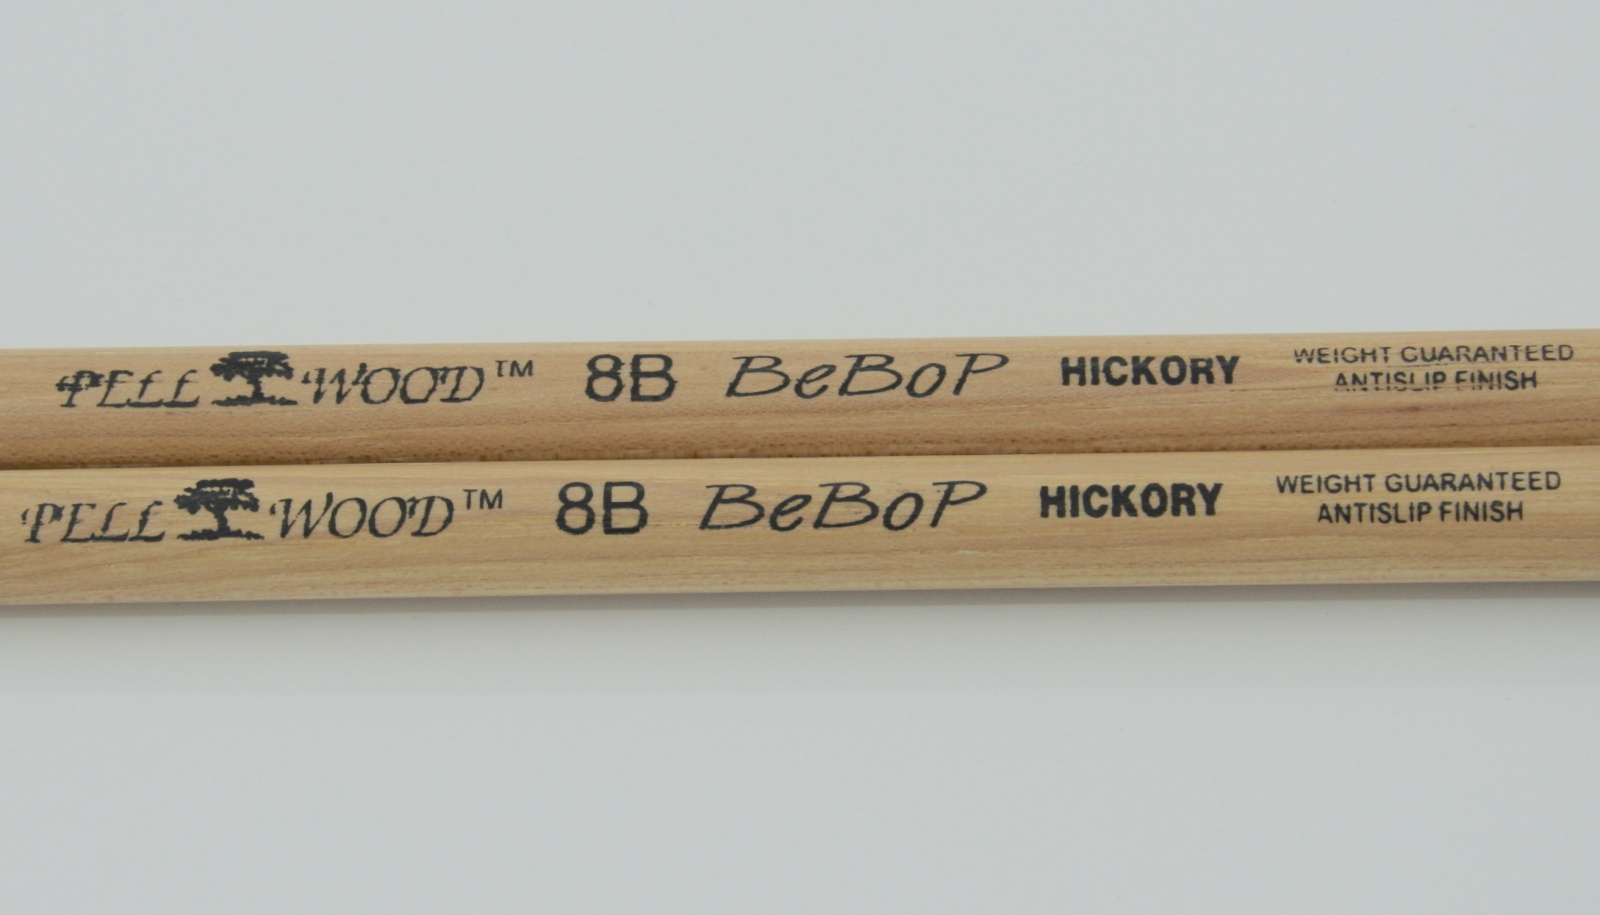 PELL WOOD™ 8B BeBoP HICKORY WEIGHT GUARANTEED
ANTISLIP FINISH
PELL WOOD™ 8B BeBoP HICKORY WEIGHT GUARANTEED
ANTISLIP FINISH